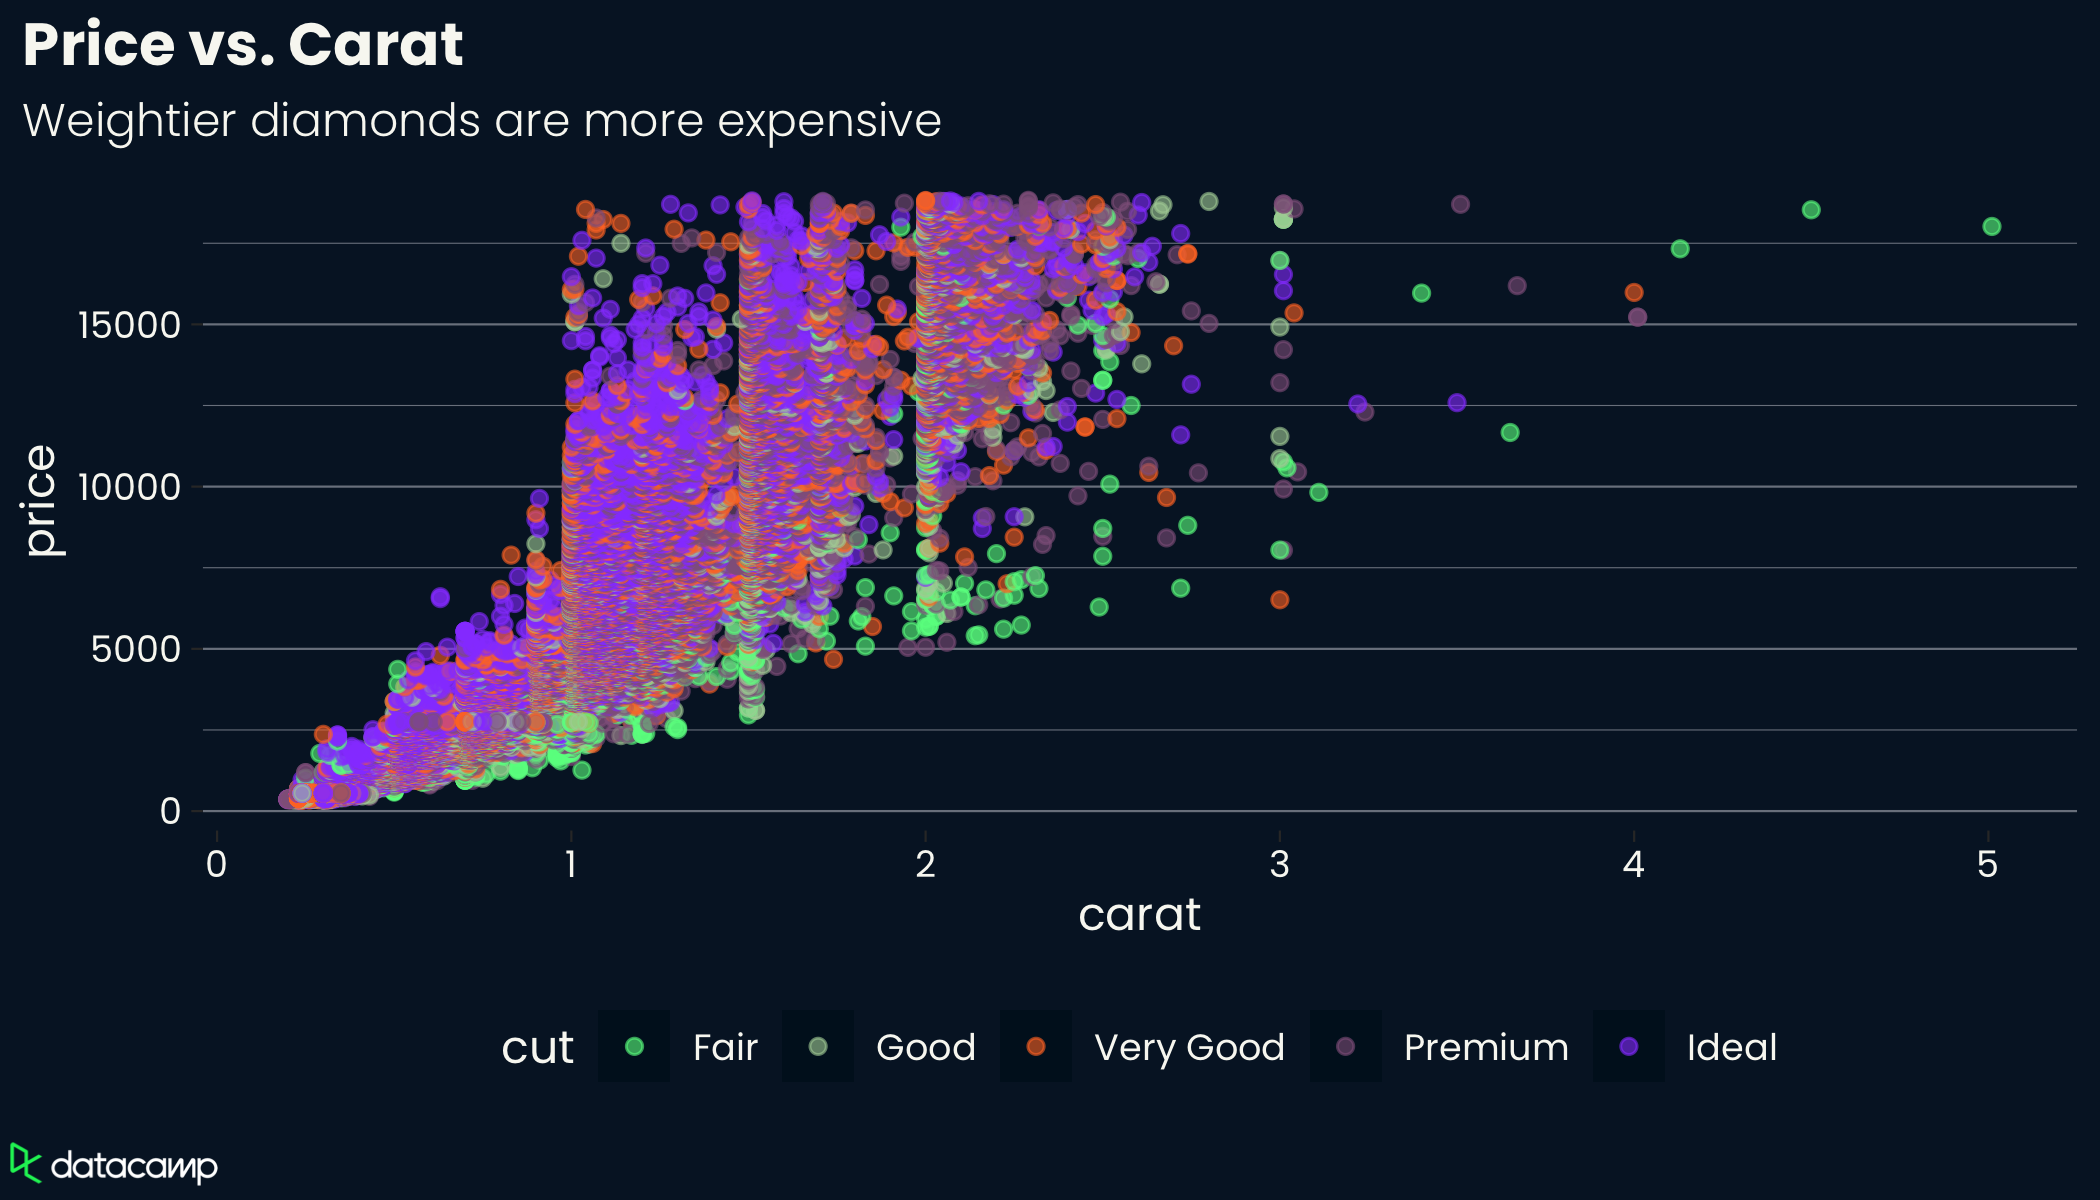 Price vs. Carat
Weightier diamonds are more expensive
price
15000
10000
5000
0
0 1 2 3 4 5
carat
cut Fair Good Very Good Premium Ideal
datacamp